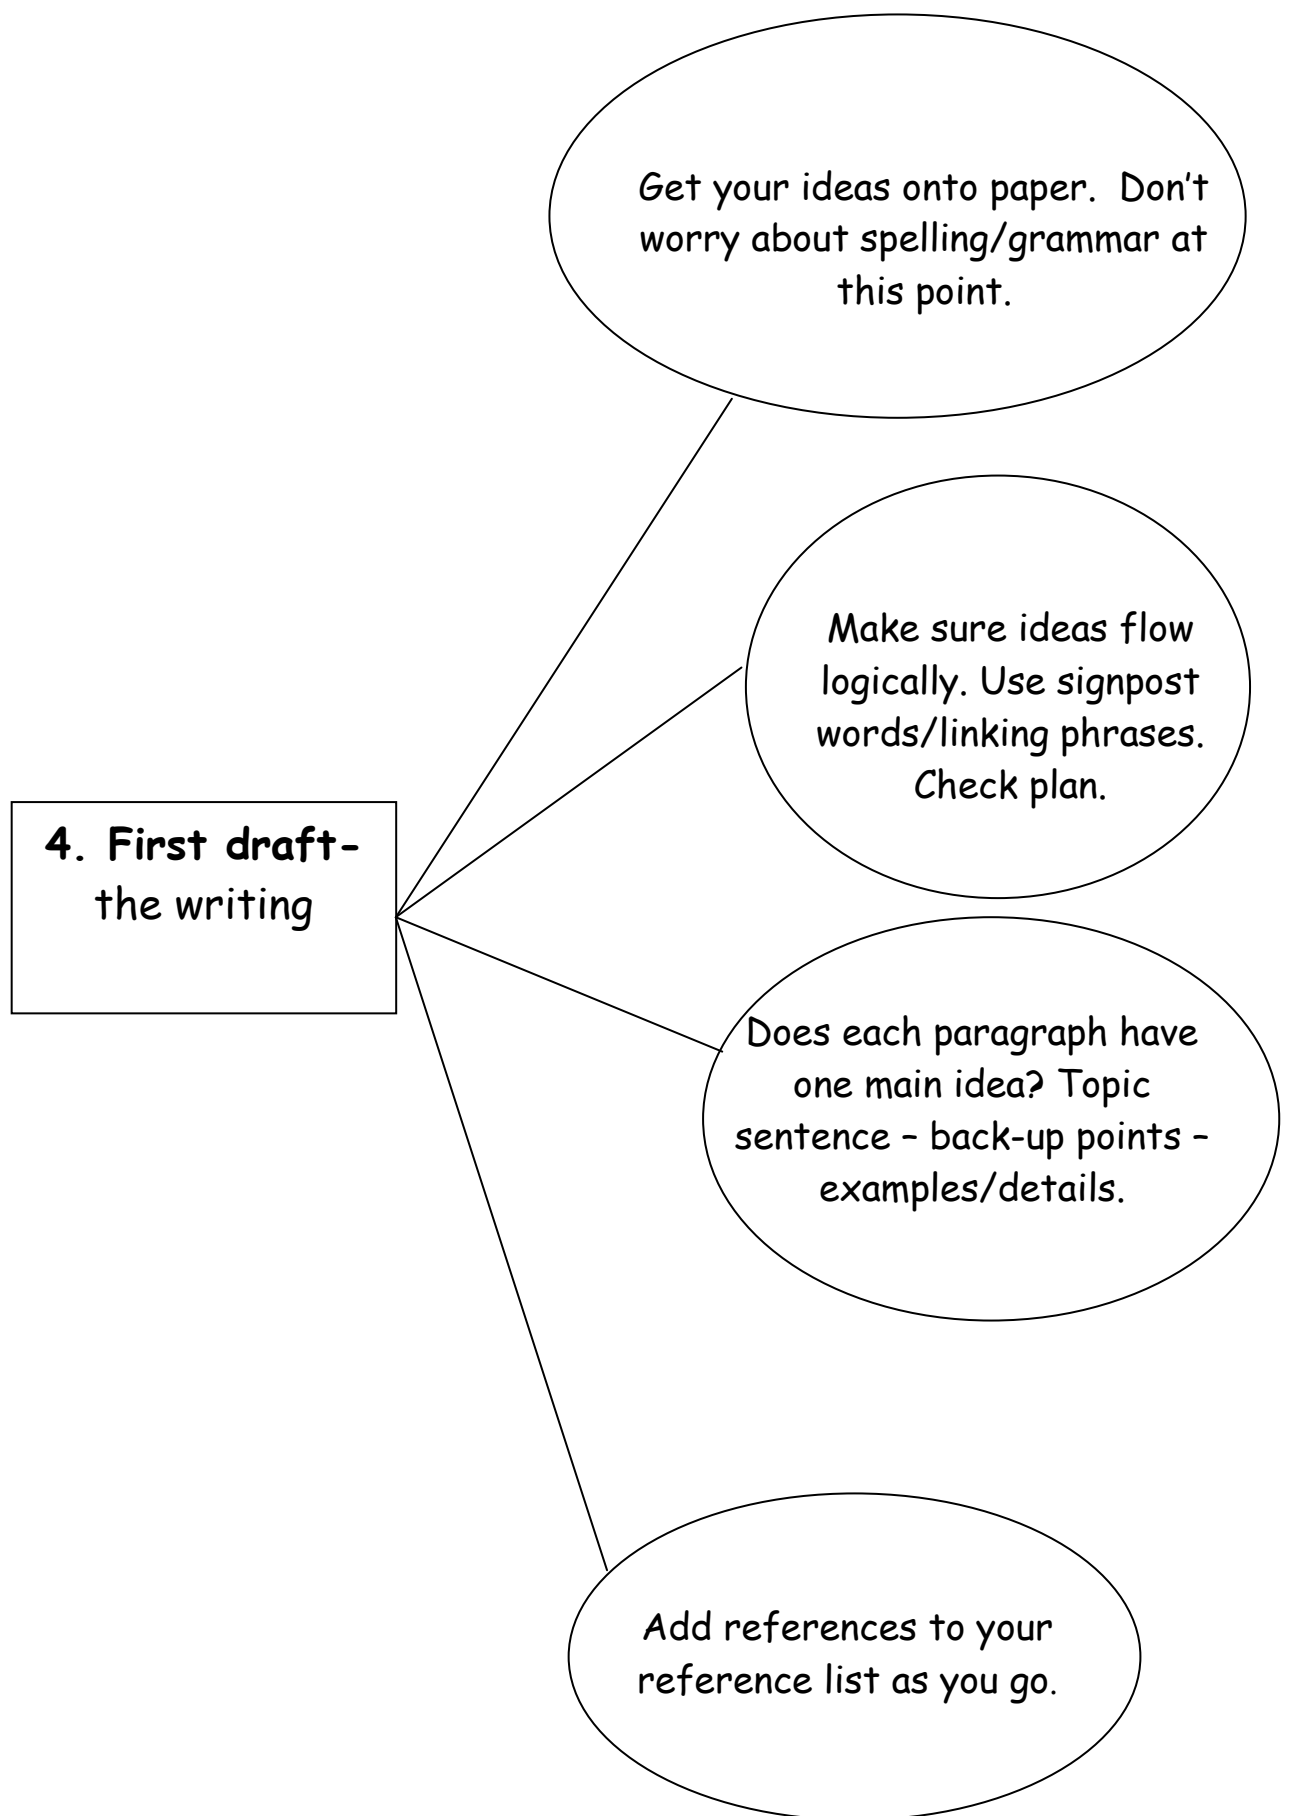 Get your ideas onto paper.  Don't
worry about spelling/grammar at
this point.
Make sure ideas flow
logically. Use signpost
words/linking phrases.
Check plan.
4. First draft-
the writing
Does each paragraph have
one main idea? Topic
sentence – back-up points –
examples/details.
Add references to your
reference list as you go.